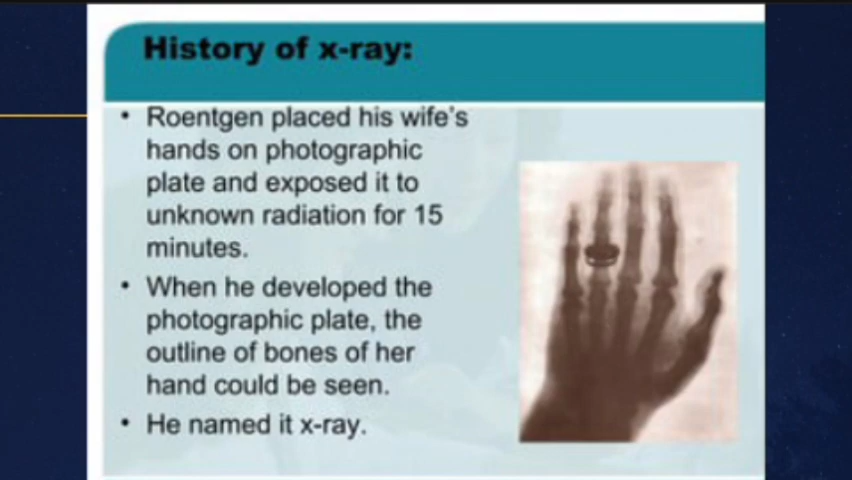 History of x-ray:
• Roentgen placed his wife's
hands on photographic
plate and exposed it to
unknown radiation for 15
minutes.
• When he developed the
photographic plate, the
outline of bones of her
hand could be seen.
• He named it x-ray.